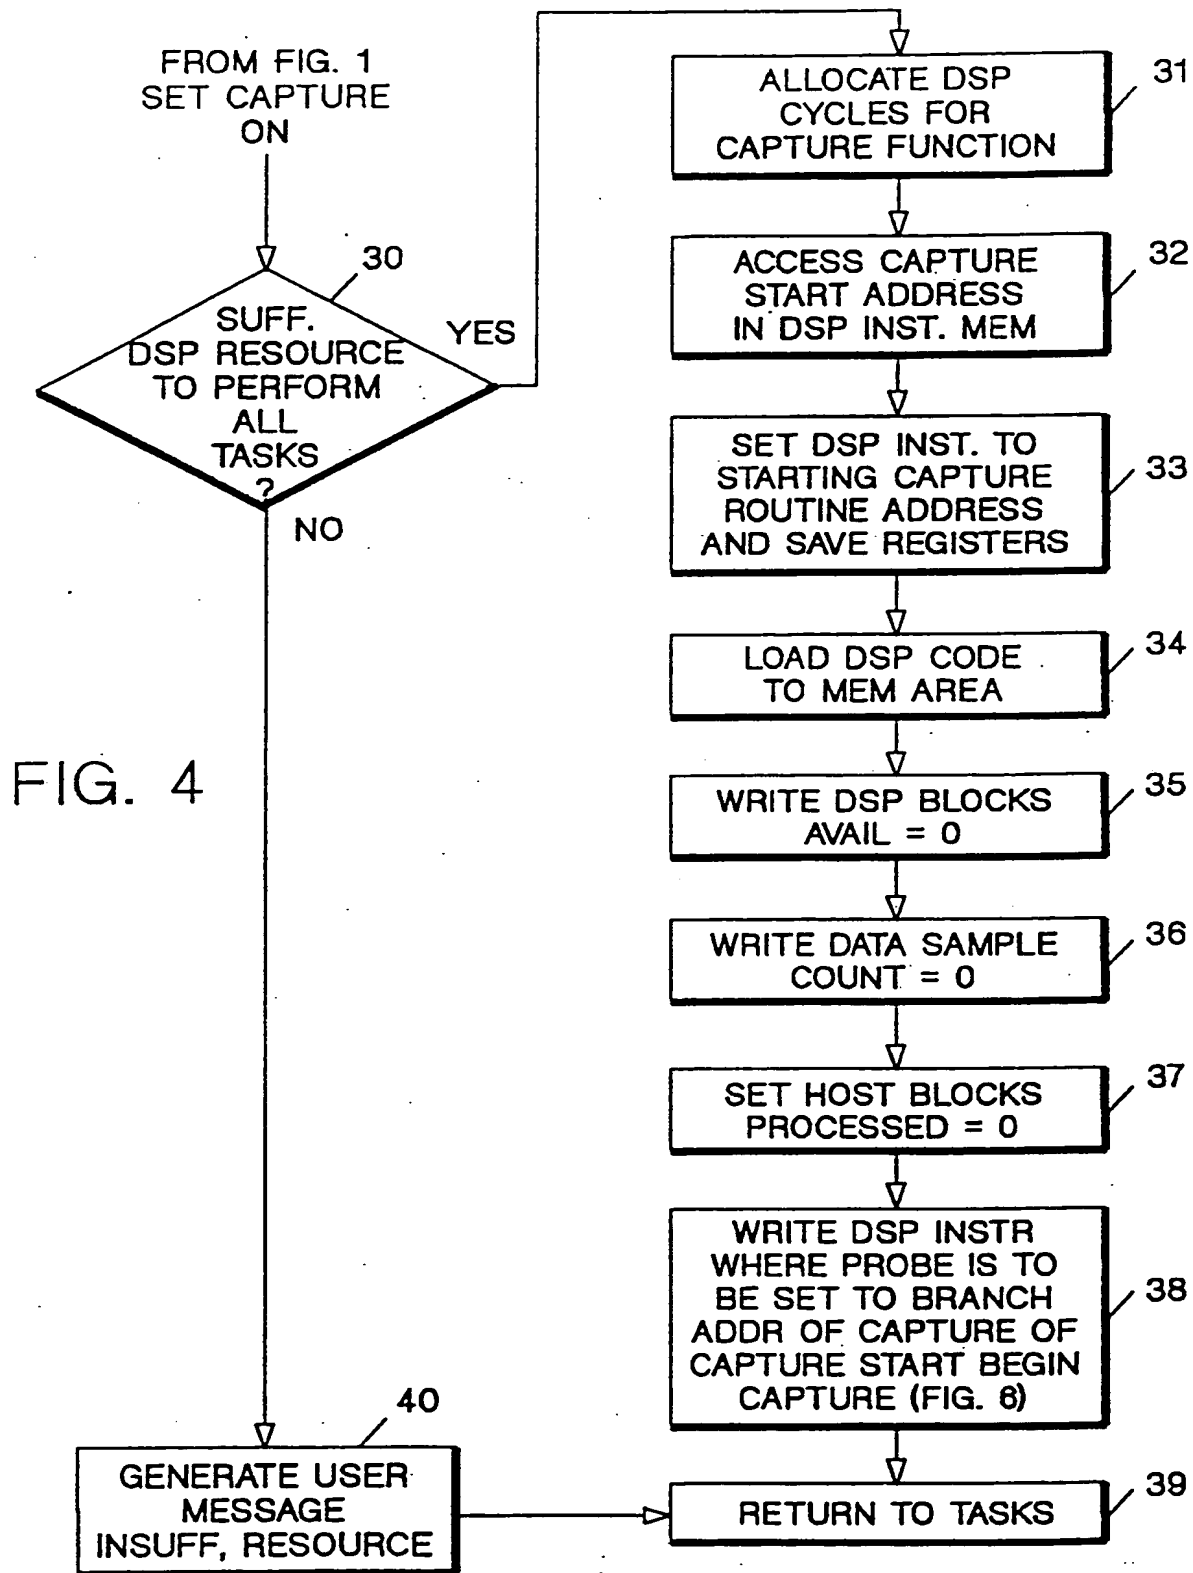 FROM FIG. 1
SET CAPTURE
ON
30
SUFF.
DSP RESOURCE
TO PERFORM
ALL
TASKS
?
YES
NO
31
ALLOCATE DSP
CYCLES FOR
CAPTURE FUNCTION
32
ACCESS CAPTURE
START ADDRESS
IN DSP INST. MEM
33
SET DSP INST. TO
STARTING CAPTURE
ROUTINE ADDRESS
AND SAVE REGISTERS
34
LOAD DSP CODE
TO MEM AREA
FIG. 4
35
WRITE DSP BLOCKS
AVAIL = 0
36
WRITE DATA SAMPLE
COUNT = 0
37
SET HOST BLOCKS
PROCESSED = 0
38
WRITE DSP INSTR
WHERE PROBE IS TO
BE SET TO BRANCH
ADDR OF CAPTURE OF
CAPTURE START BEGIN
CAPTURE (FIG. 6)
40
GENERATE USER
MESSAGE
INSUFF, RESOURCE
39
RETURN TO TASKS